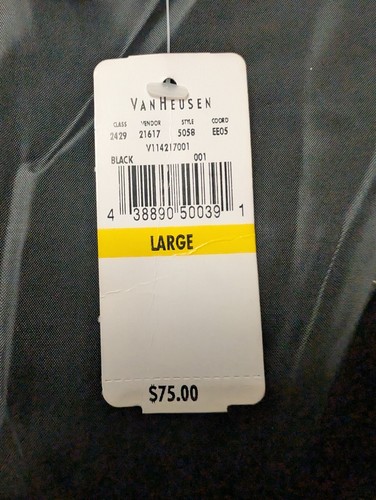 VANHEUSEN
CLASS VENDOR STYLE COORD
2429 21617 5058 EE05
V114217001
BLACK 001
4 38890 50039 1
LARGE
$75.00